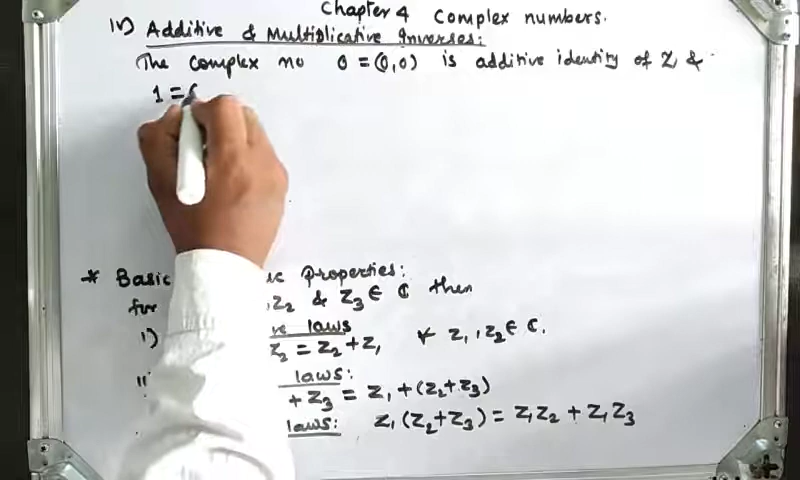 Chapter 4 Complex numbers.
iv) Additive & Multiplicative Inverses:
The complex no 0 = (0,0) is additive identity of Z, &
1 = (
* Basic properties:
for Z2 & Z3 ∈ ℂ then
i) laws
Z2 = Z2 + Z1 ∀ Z1, Z2 ∈ ℂ.
laws:
+ Z3 = Z1 + (Z2 + Z3)
laws: Z1 (Z2 + Z3) = Z1Z2 + Z1Z3